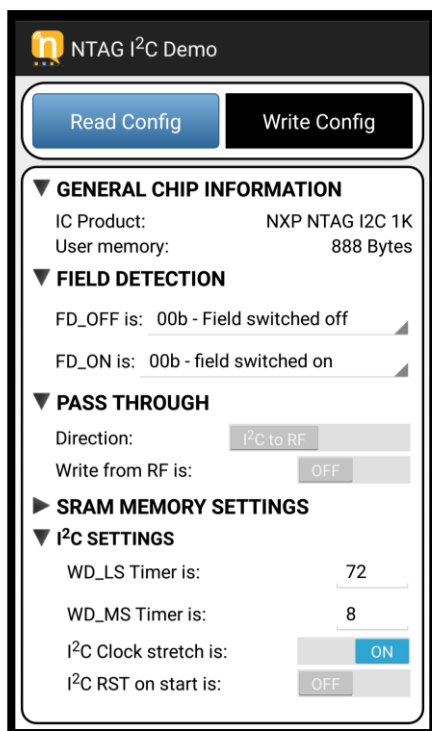 NTAG I²C Demo
Read Config Write Config
GENERAL CHIP INFORMATION
IC Product: NXP NTAG I2C 1K
User memory: 888 Bytes
FIELD DETECTION
FD_OFF is: 00b - Field switched off
FD_ON is: 00b - field switched on
PASS THROUGH
Direction: I²C to RF
Write from RF is: OFF
SRAM MEMORY SETTINGS
I²C SETTINGS
WD_LS Timer is: 72
WD_MS Timer is: 8
I²C Clock stretch is: ON
I²C RST on start is: OFF